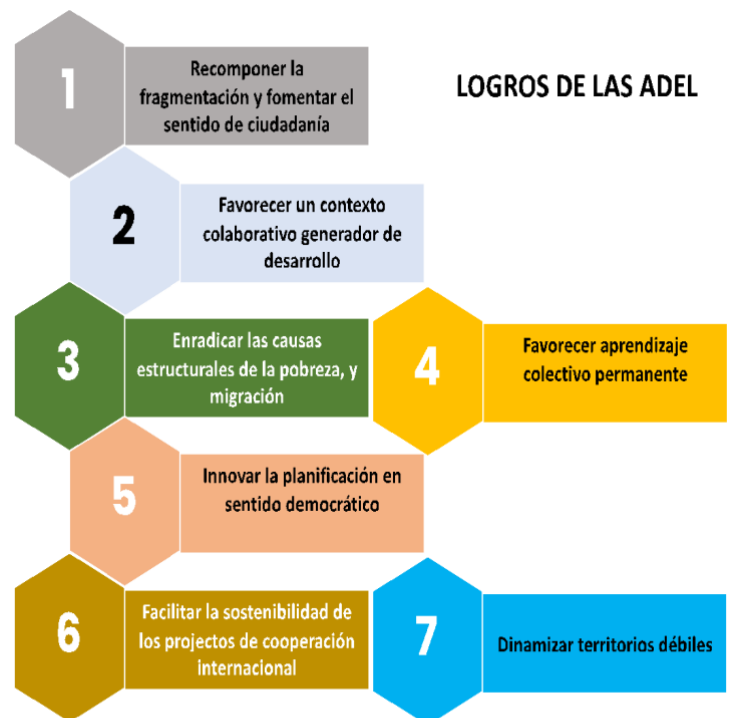 LOGROS DE LAS ADEL
1
Recomponer la
fragmentación y fomentar el
sentido de ciudadanía
2
Favorecer un contexto
colaborativo generador de
desarrollo
3
Enradicar las causas
estructurales de la pobreza, y
migración
4
Favorecer aprendizaje
colectivo permanente
5
Innovar la planificación en
sentido democrático
6
Facilitar la sostenibilidad de
los projectos de cooperación
internacional
7
Dinamizar territorios débiles